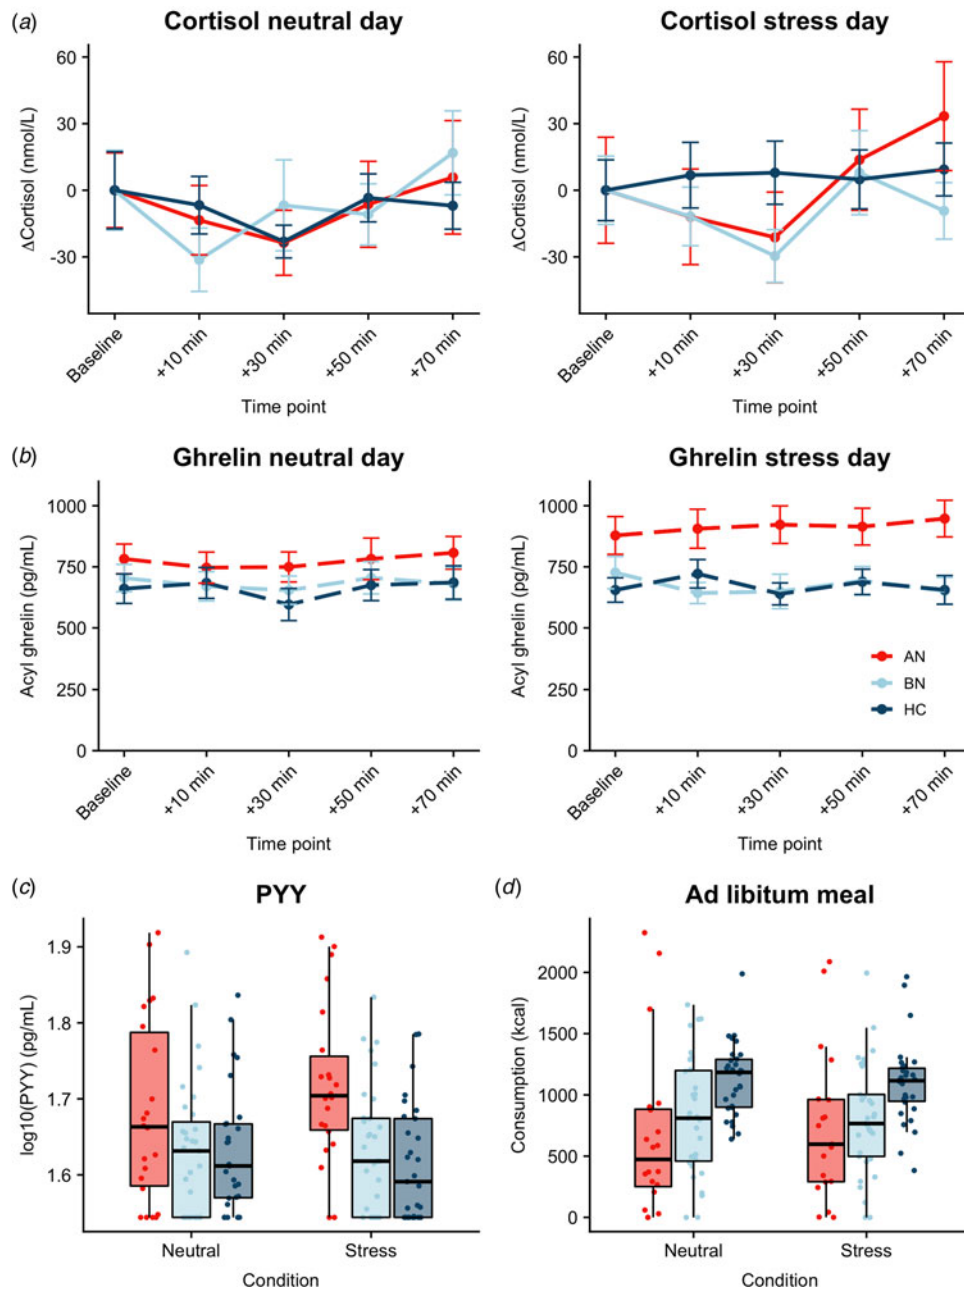 (a)
Cortisol neutral day
Cortisol stress day
ΔCortisol (nmol/L)
60
30
0
-30
Baseline
+10 min
+30 min
+50 min
+70 min
Time point
ΔCortisol (nmol/L)
60
30
0
-30
Baseline
+10 min
+30 min
+50 min
+70 min
Time point
(b)
Ghrelin neutral day
Ghrelin stress day
Acyl ghrelin (pg/mL)
1000
750
500
250
0
Baseline
+10 min
+30 min
+50 min
+70 min
Time point
Acyl ghrelin (pg/mL)
1000
750
500
250
0
AN
BN
HC
Baseline
+10 min
+30 min
+50 min
+70 min
Time point
(c)
PYY
log10(PYY) (pg/mL)
1.9
1.8
1.7
1.6
Neutral
Stress
Condition
(d)
Ad libitum meal
Consumption (kcal)
2000
1500
1000
500
0
Neutral
Stress
Condition